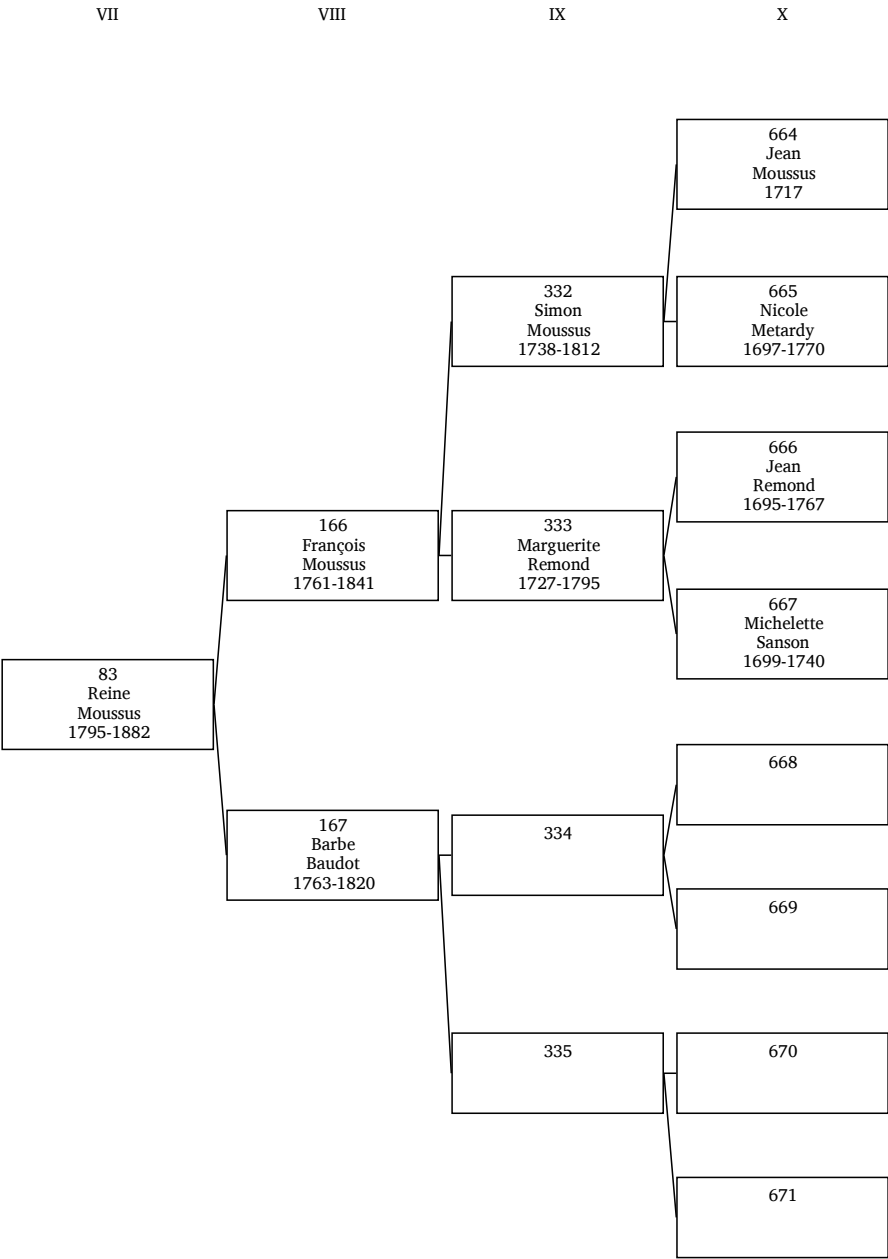 VII
VIII
IX
X
664
Jean
Moussus
1717
332
Simon
Moussus
1738-1812
665
Nicole
Metardy
1697-1770
666
Jean
Remond
1695-1767
166
François
Moussus
1761-1841
333
Marguerite
Remond
1727-1795
667
Michelette
Sanson
1699-1740
83
Reine
Moussus
1795-1882
668
167
Barbe
Baudot
1763-1820
334
669
335
670
671